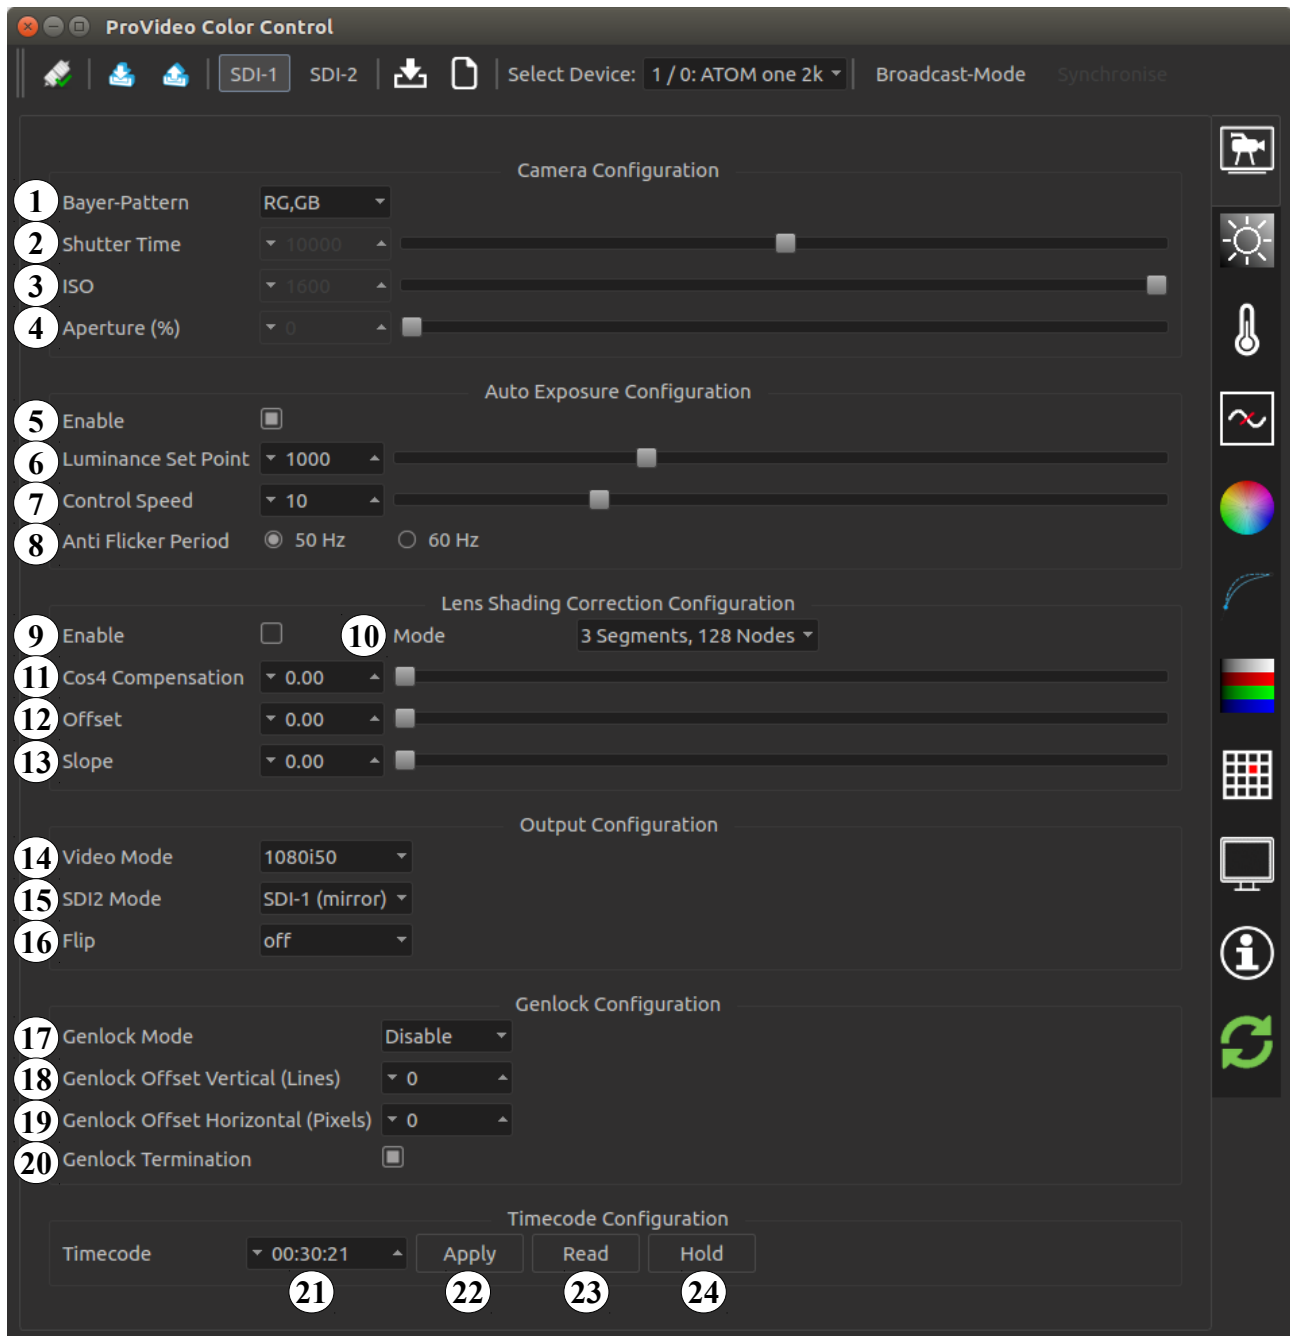 ProVideo Color Control
SDI-1 SDI-2 Select Device: 1 / 0: ATOM one 2k Broadcast-Mode Synchronise
Camera Configuration
1 Bayer-Pattern RG,GB
2 Shutter Time 10000
3 ISO 1600
4 Aperture (%) 0
Auto Exposure Configuration
5 Enable
6 Luminance Set Point 1000
7 Control Speed 10
8 Anti Flicker Period 50 Hz 60 Hz
Lens Shading Correction Configuration
9 Enable 10 Mode 3 Segments, 128 Nodes
11 Cos4 Compensation 0.00
12 Offset 0.00
13 Slope 0.00
Output Configuration
14 Video Mode 1080i50
15 SDI2 Mode SDI-1 (mirror)
16 Flip off
Genlock Configuration
17 Genlock Mode Disable
18 Genlock Offset Vertical (Lines) 0
19 Genlock Offset Horizontal (Pixels) 0
20 Genlock Termination
Timecode Configuration
Timecode 00:30:21 Apply Read Hold
21 22 23 24